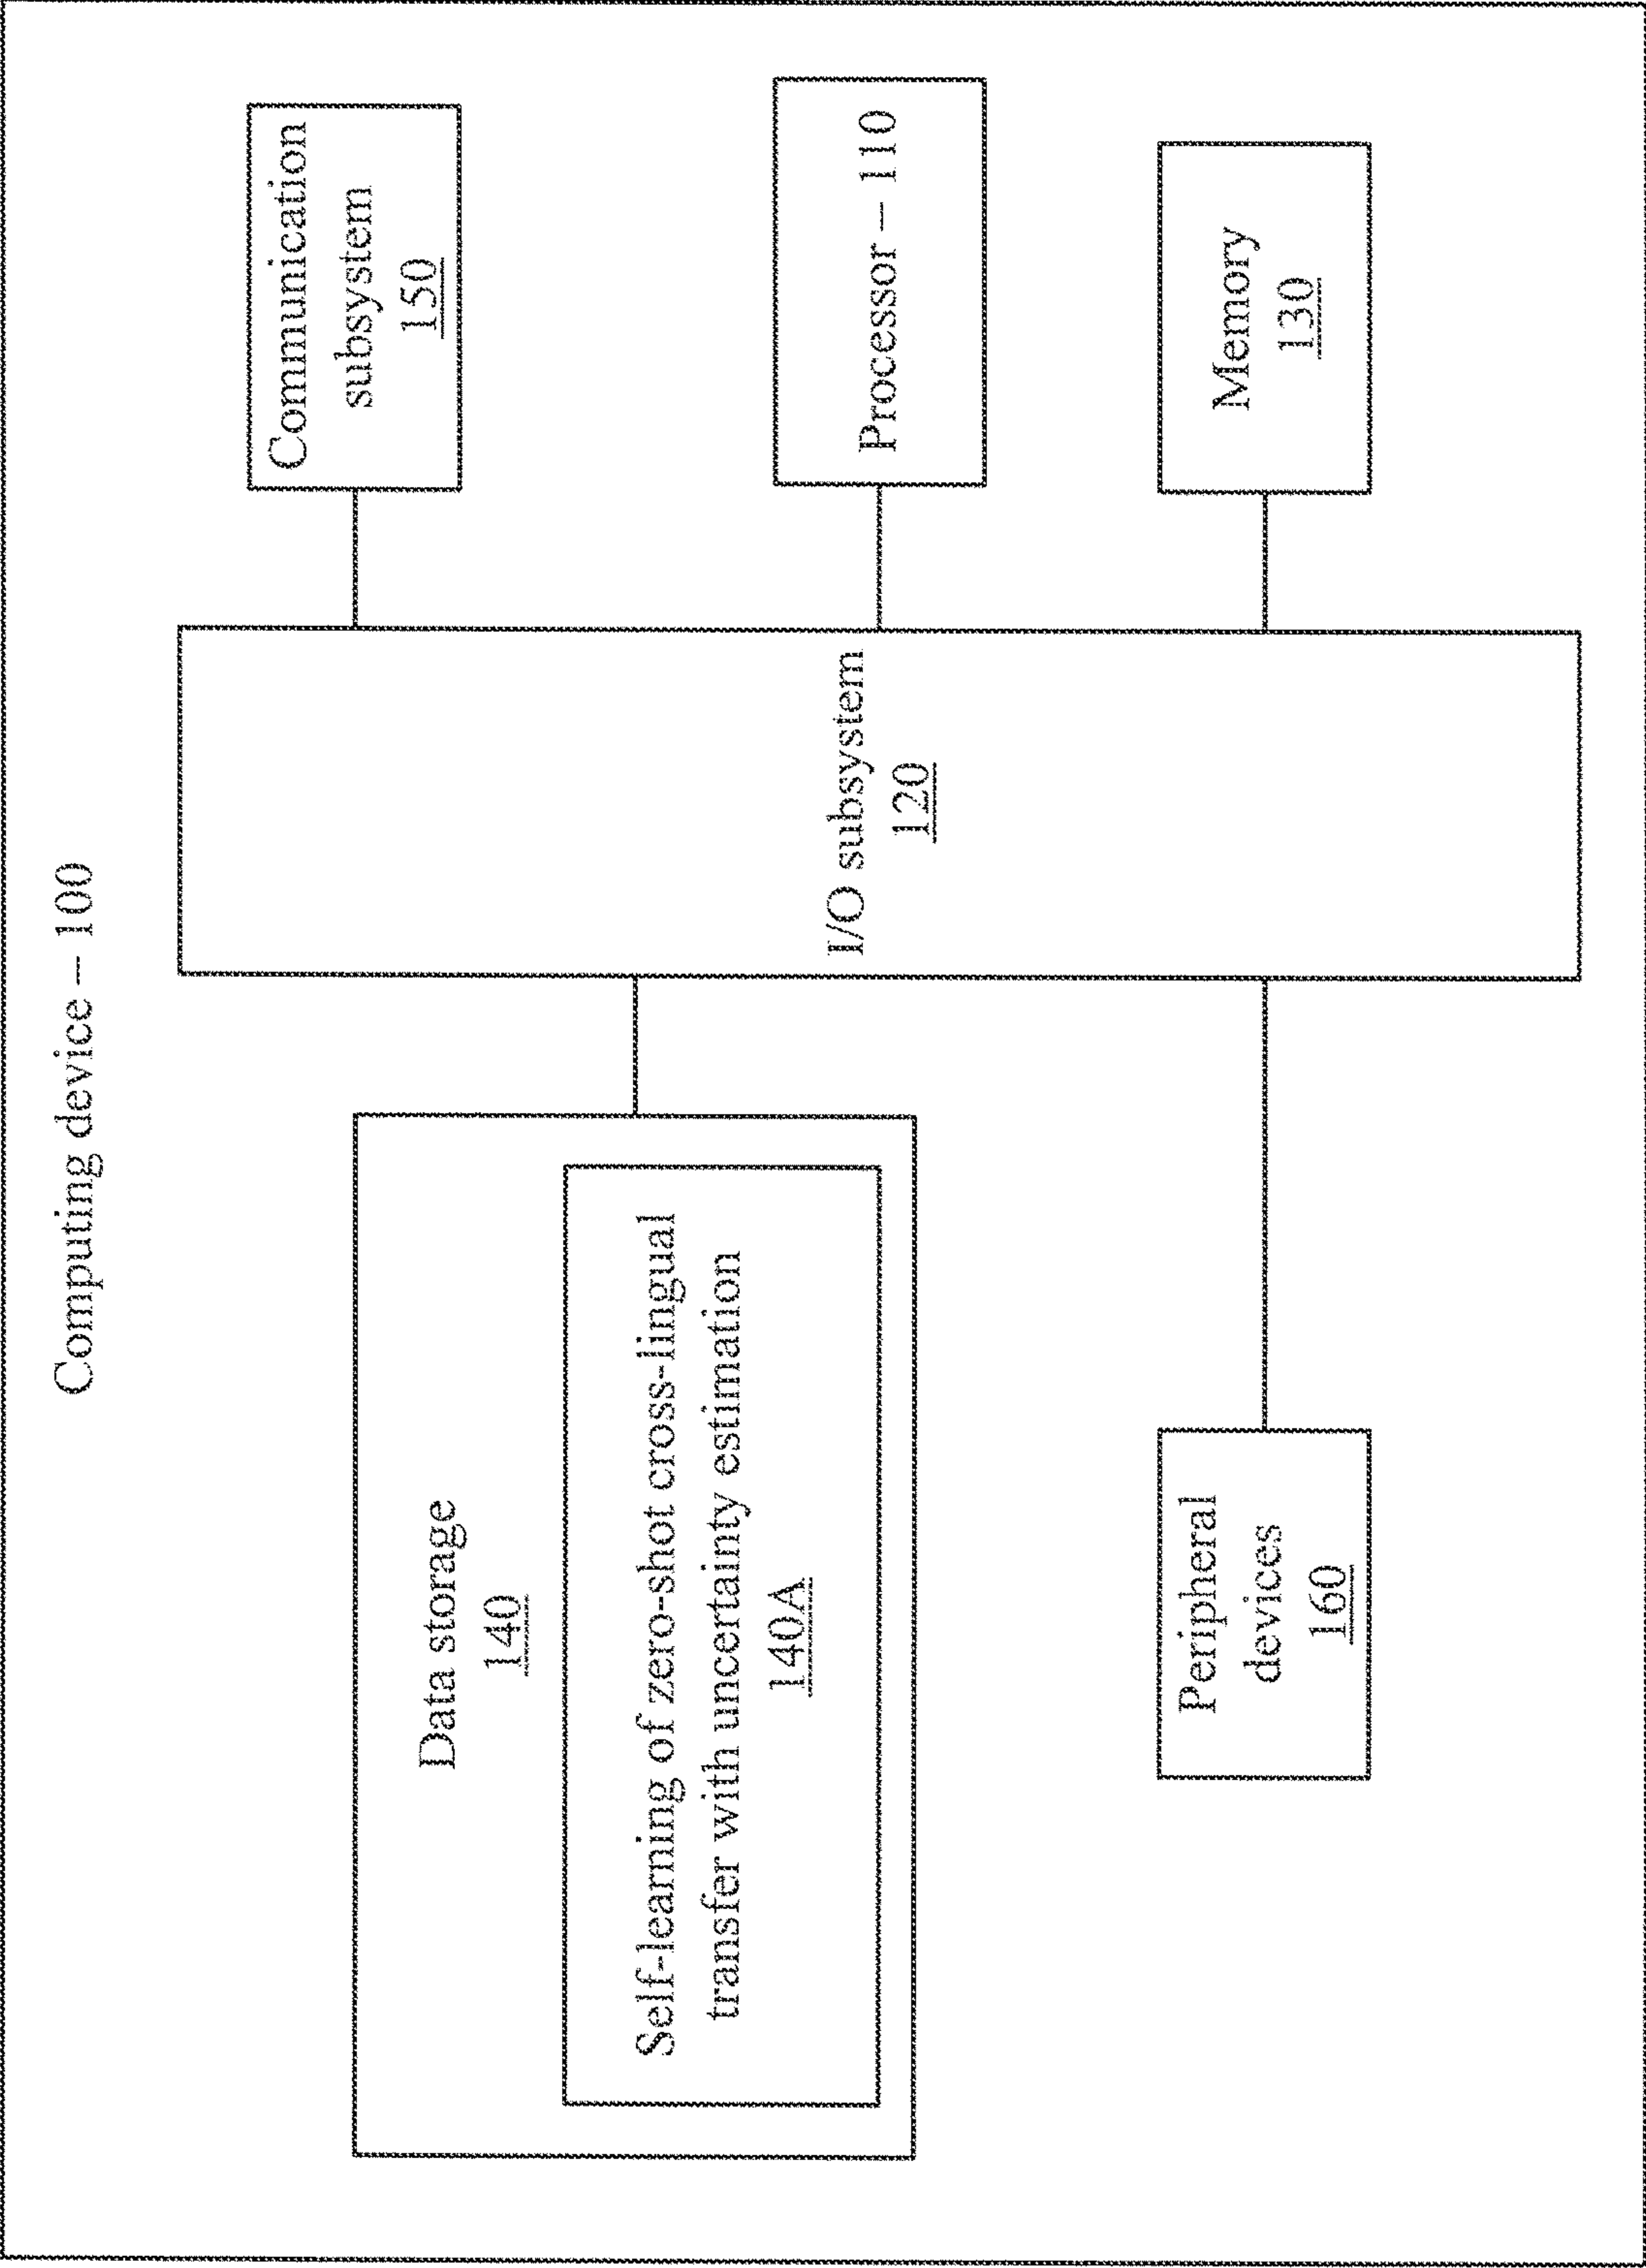 Computing device – 100
Data storage
140
Self-learning of zero-shot cross-lingual
transfer with uncertainty estimation
140A
Peripheral
devices
160
I/O subsystem
120
Communication
subsystem
150
Processor – 110
Memory
130